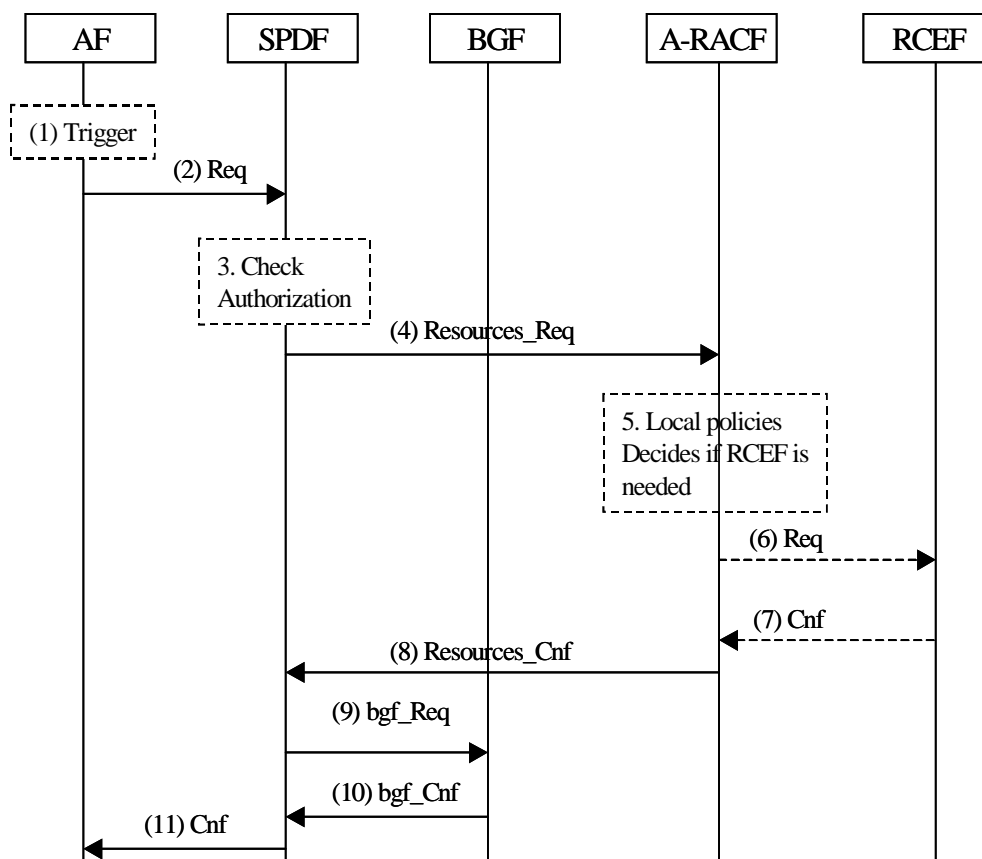 AF
SPDF
BGF
A-RACF
RCEF
(1) Trigger
(2) Req
3. Check
Authorization
(4) Resources_Req
5. Local policies
Decides if RCEF is
needed
(6) Req
(7) Cnf
(8) Resources_Cnf
(9) bgf_Req
(10) bgf_Cnf
(11) Cnf